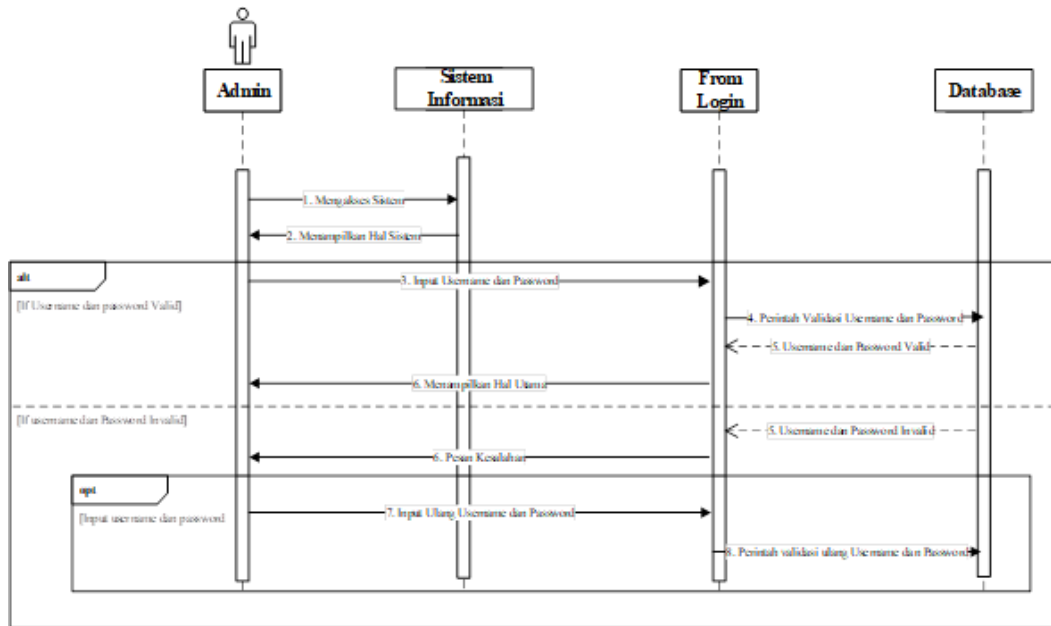 Admin
Sistem
Informasi
From
Login
Database
1. Mengakses Sistem
2. Menampilkan Hal Sistem
alt
3. Input Username dan Password
[If Username dan password Valid]
4. Perintah Validasi Username dan Password
5. Username dan Password Valid
6. Menampilkan Hal Utama
[If username dan Password Invalid]
5. Username dan Password Invalid
6. Pesan Kesalahan
opt
7. Input Ulang Username dan Password
[Input username dan password
8. Perintah validasi ulang Username dan Password